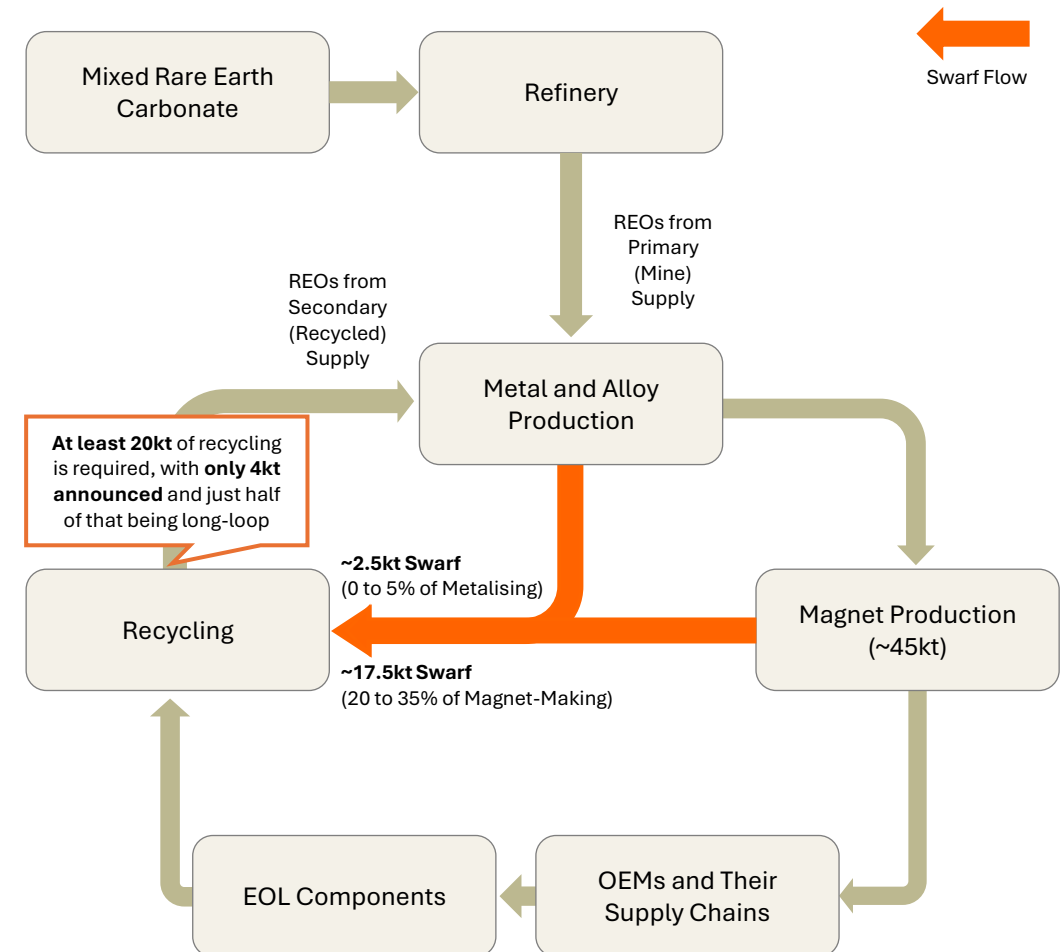 Mixed Rare Earth
Carbonate
Refinery
Swarf Flow
REOs from
Primary
(Mine)
Supply
REOs from
Secondary
(Recycled)
Supply
Metal and Alloy
Production
At least 20kt of recycling
is required, with only 4kt
announced and just half
of that being long-loop
~2.5kt Swarf
(0 to 5% of Metalising)
Recycling
Magnet Production
(~45kt)
~17.5kt Swarf
(20 to 35% of Magnet-Making)
EOL Components
OEMs and Their
Supply Chains